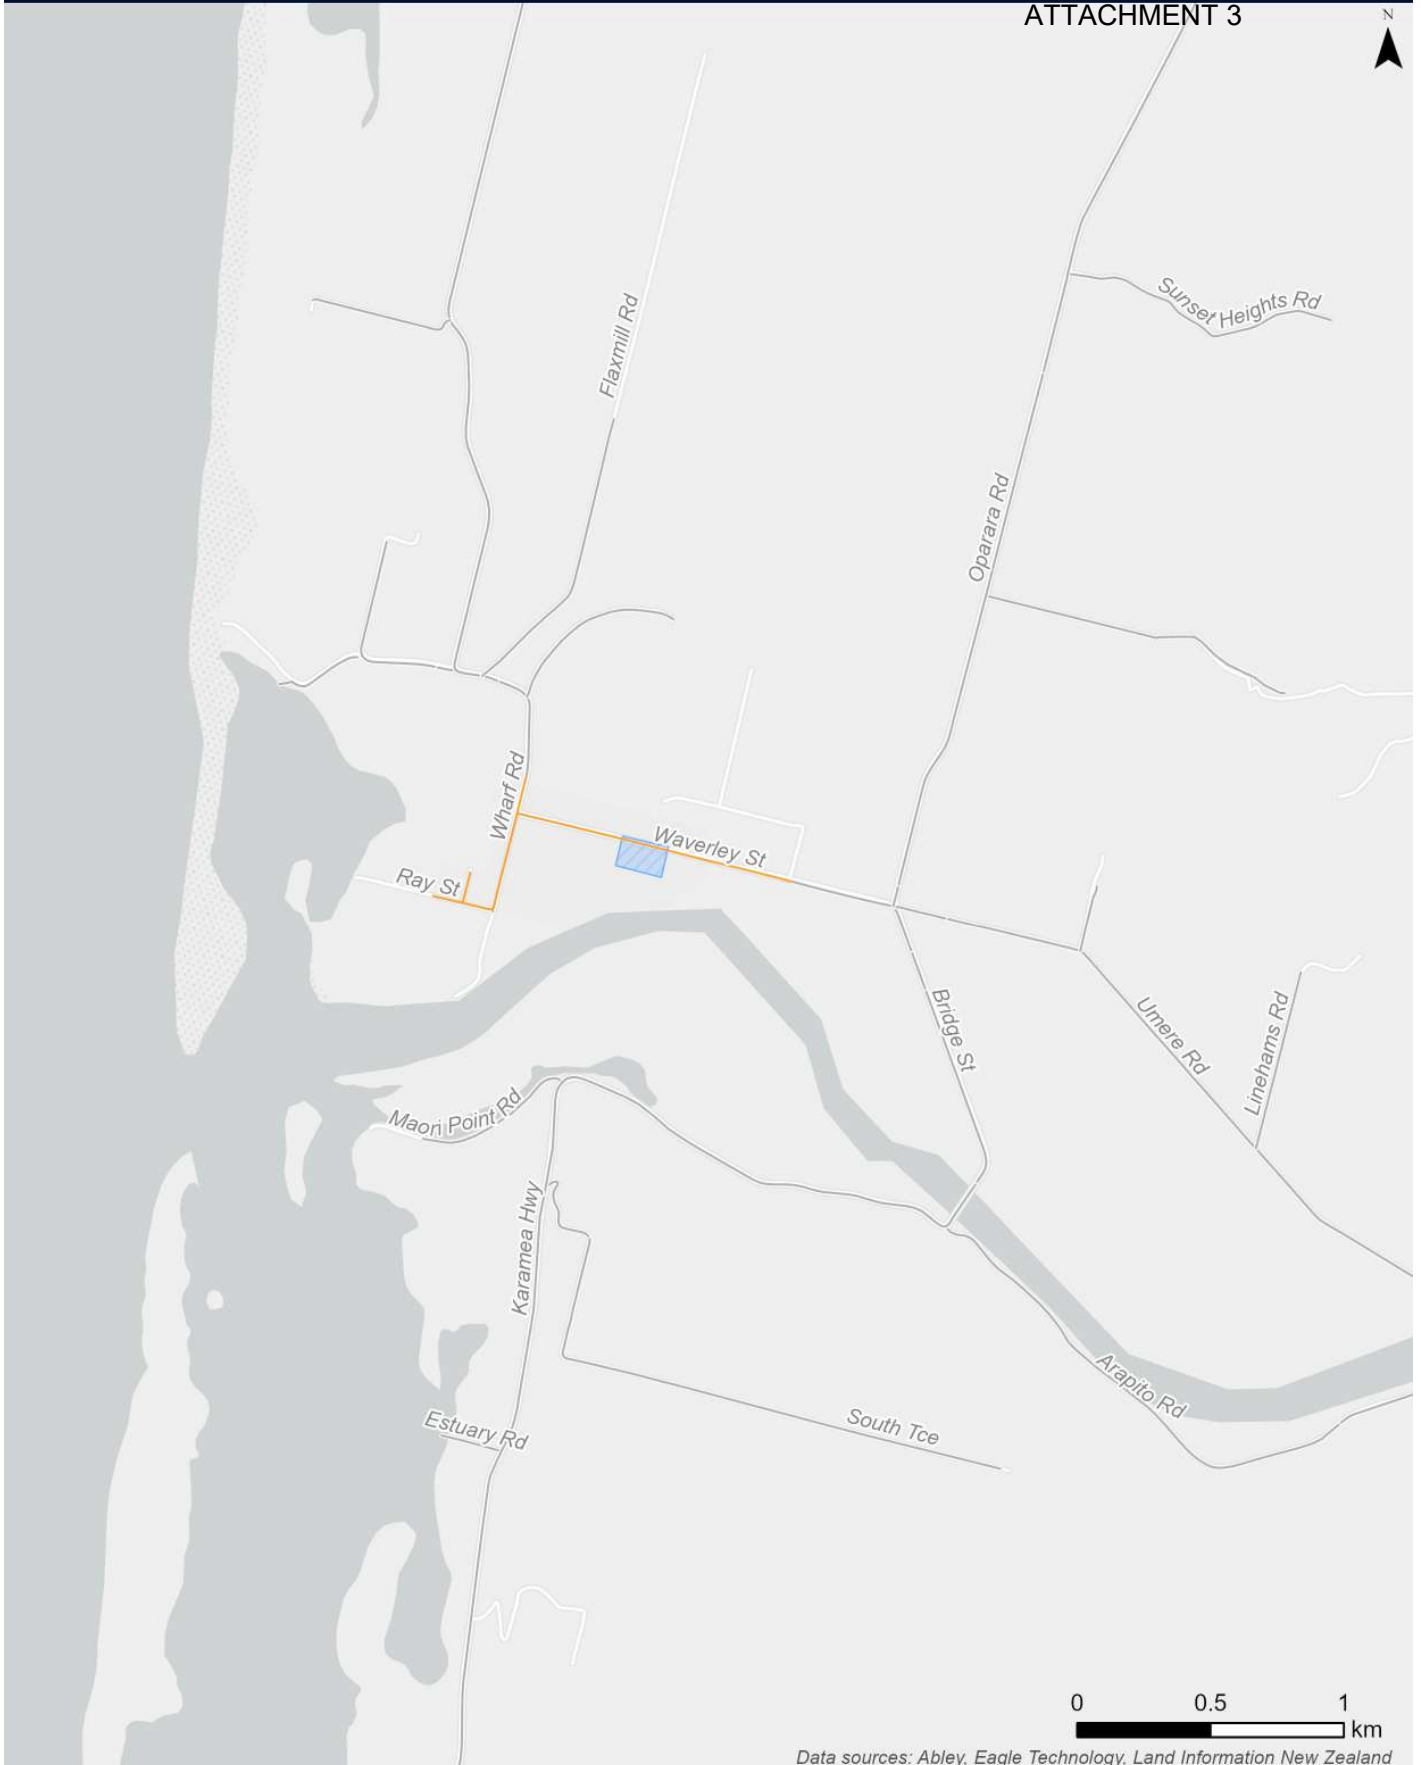 ATTACHMENT 3
N
Sunset Heights Rd
Flaxmill Rd
Oparara Rd
Wharf Rd
Waverley St
Ray St
Bridge St
Umere Rd
Linehams Rd
Maori Point Rd
Karamea Hwy
Arapito Rd
Estuary Rd
South Tce
0 0.5 1
km
Data sources: Abley, Eagle Technology, Land Information New Zealand